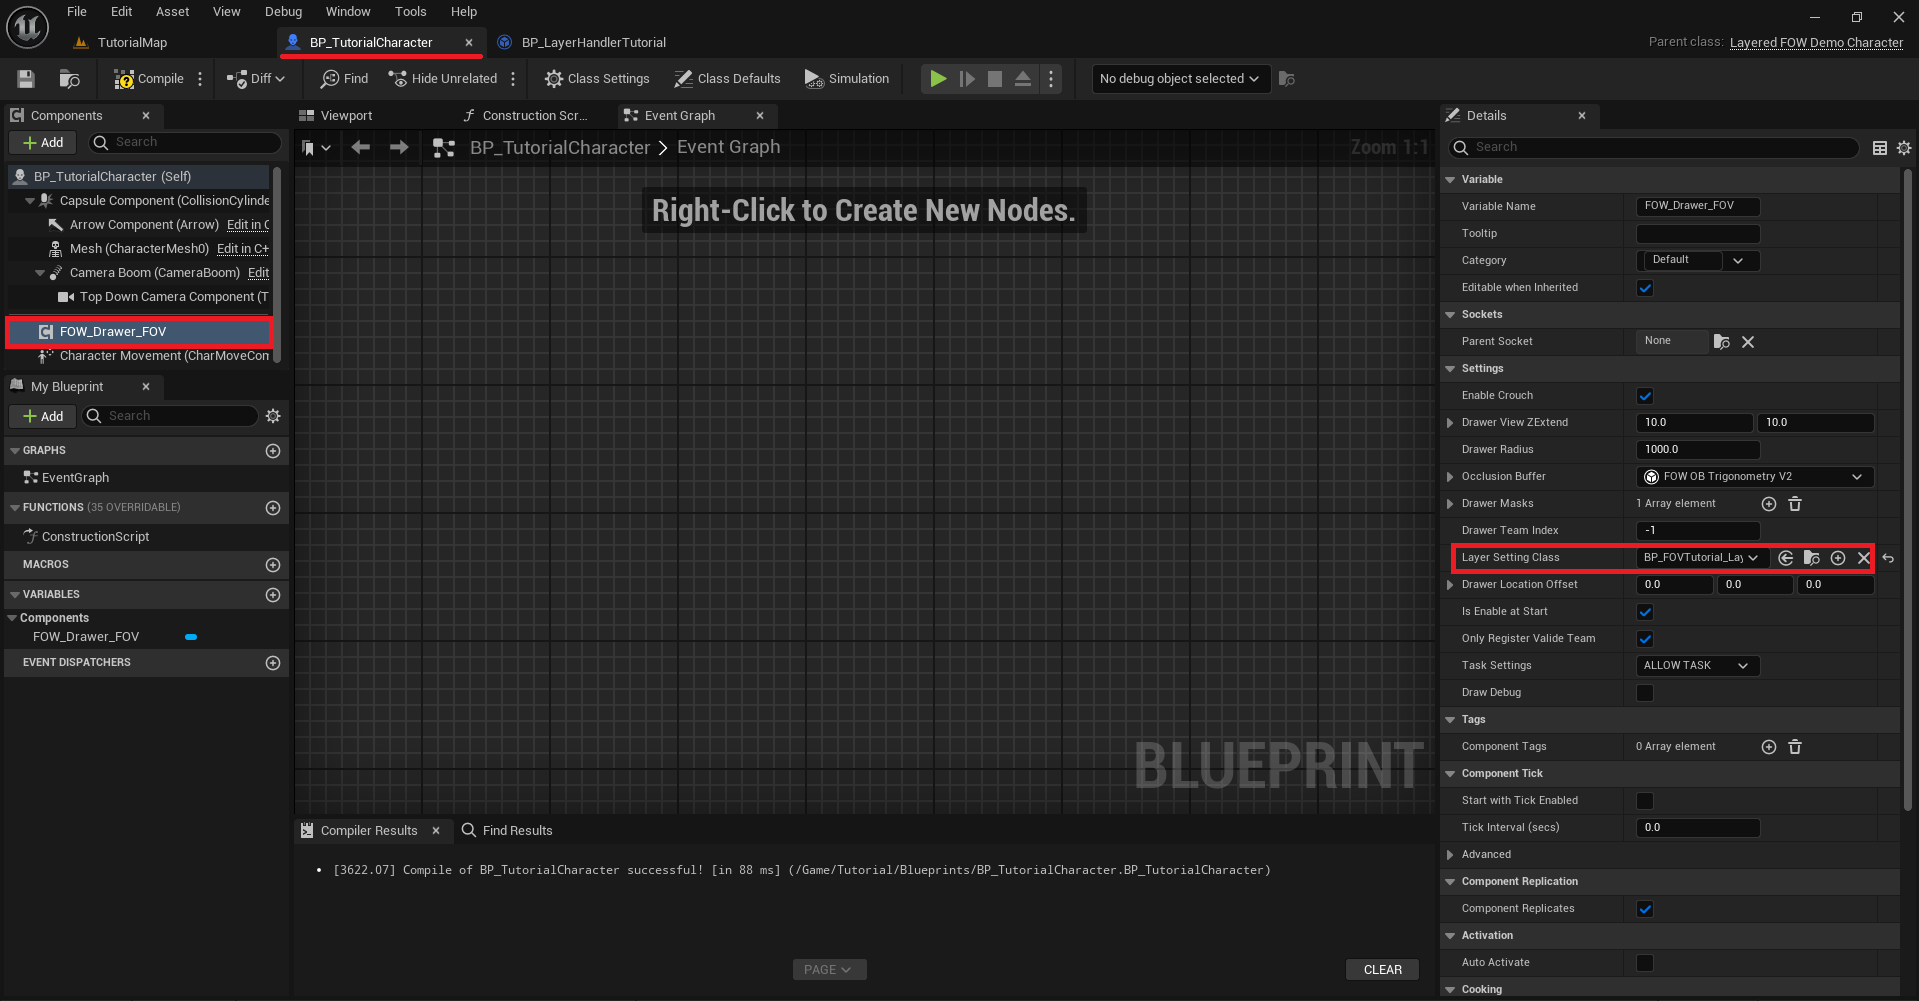 File Edit Asset View Debug Window Tools Help
TutorialMap
BP_TutorialCharacter
BP_LayerHandlerTutorial
Parent class: Layered FOW Demo Character
Compile
Diff
Find
Hide Unrelated
Class Settings
Class Defaults
Simulation
No debug object selected
Components
Add
Search
BP_TutorialCharacter (Self)
Capsule Component (CollisionCylinde
Arrow Component (Arrow) Edit in C
Mesh (CharacterMesh0) Edit in C+
Camera Boom (CameraBoom) Edit
Top Down Camera Component (T
FOW_Drawer_FOV
Character Movement (CharMoveCom
My Blueprint
Add
Search
GRAPHS
EventGraph
FUNCTIONS (35 OVERRIDABLE)
ConstructionScript
MACROS
VARIABLES
Components
FOW_Drawer_FOV
EVENT DISPATCHERS
Viewport
Construction Scr...
Event Graph
BP_TutorialCharacter > Event Graph
Zoom 1:1
Right-Click to Create New Nodes.
BLUEPRINT
Compiler Results
Find Results
• [3622.07] Compile of BP_TutorialCharacter successful! [in 88 ms] (/Game/Tutorial/Blueprints/BP_TutorialCharacter.BP_TutorialCharacter)
PAGE
CLEAR
Details
Search
Variable
Variable Name FOW_Drawer_FOV
Tooltip
Category Default
Editable when Inherited
Sockets
Parent Socket None
Settings
Enable Crouch
Drawer View ZExtend 10.0 10.0
Drawer Radius 1000.0
Occlusion Buffer FOW OB Trigonometry V2
Drawer Masks 1 Array element
Drawer Team Index -1
Layer Setting Class BP_FOVTutorial_Lay
Drawer Location Offset 0.0 0.0 0.0
Is Enable at Start
Only Register Valide Team
Task Settings ALLOW TASK
Draw Debug
Tags
Component Tags 0 Array element
Component Tick
Start with Tick Enabled
Tick Interval (secs) 0.0
Advanced
Component Replication
Component Replicates
Activation
Auto Activate
Cooking